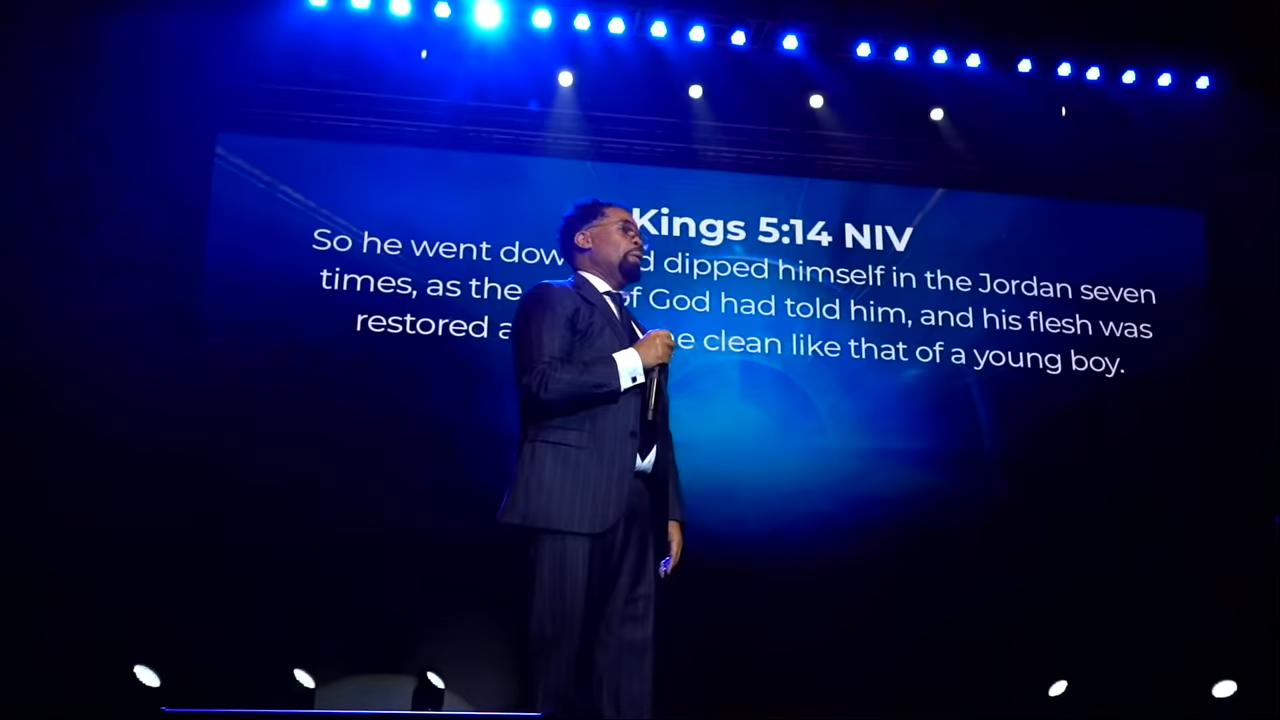 Kings 5:14 NIV
So he went dow d dipped himself in the Jordan seven
times, as the of God had told him, and his flesh was
restored a e clean like that of a young boy.